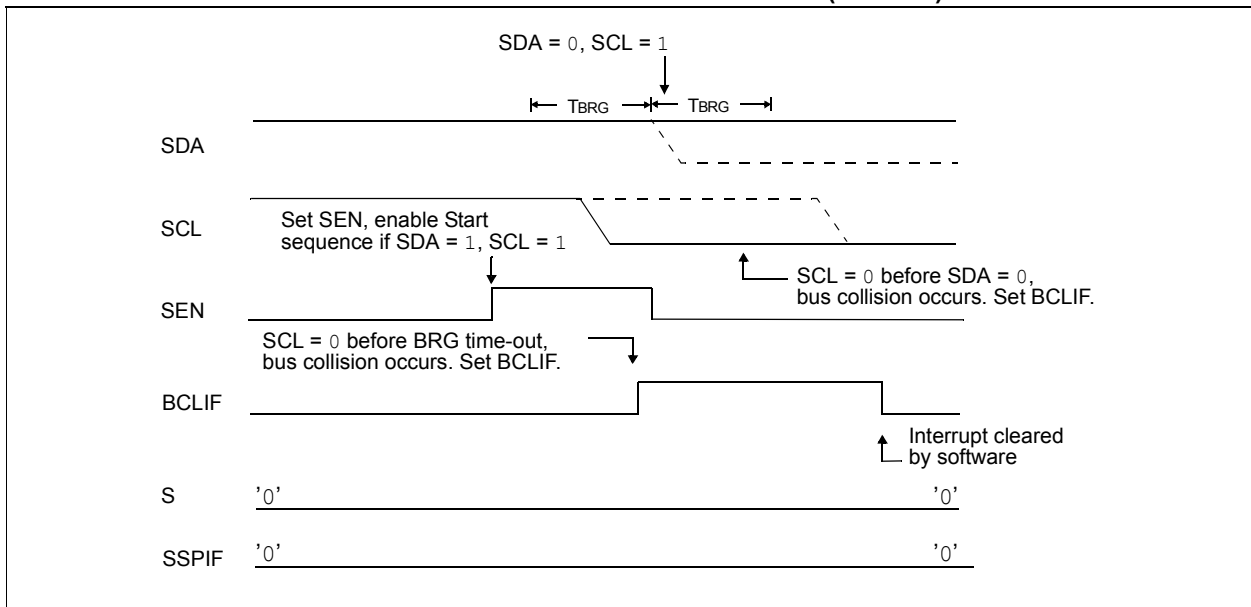 SDA = 0, SCL = 1
TBRG TBRG
SDA
SCL
Set SEN, enable Start
sequence if SDA = 1, SCL = 1
SCL = 0 before SDA = 0,
bus collision occurs. Set BCLIF.
SEN
SCL = 0 before BRG time-out,
bus collision occurs. Set BCLIF.
BCLIF
Interrupt cleared
by software
S '0' '0'
SSPIF '0' '0'